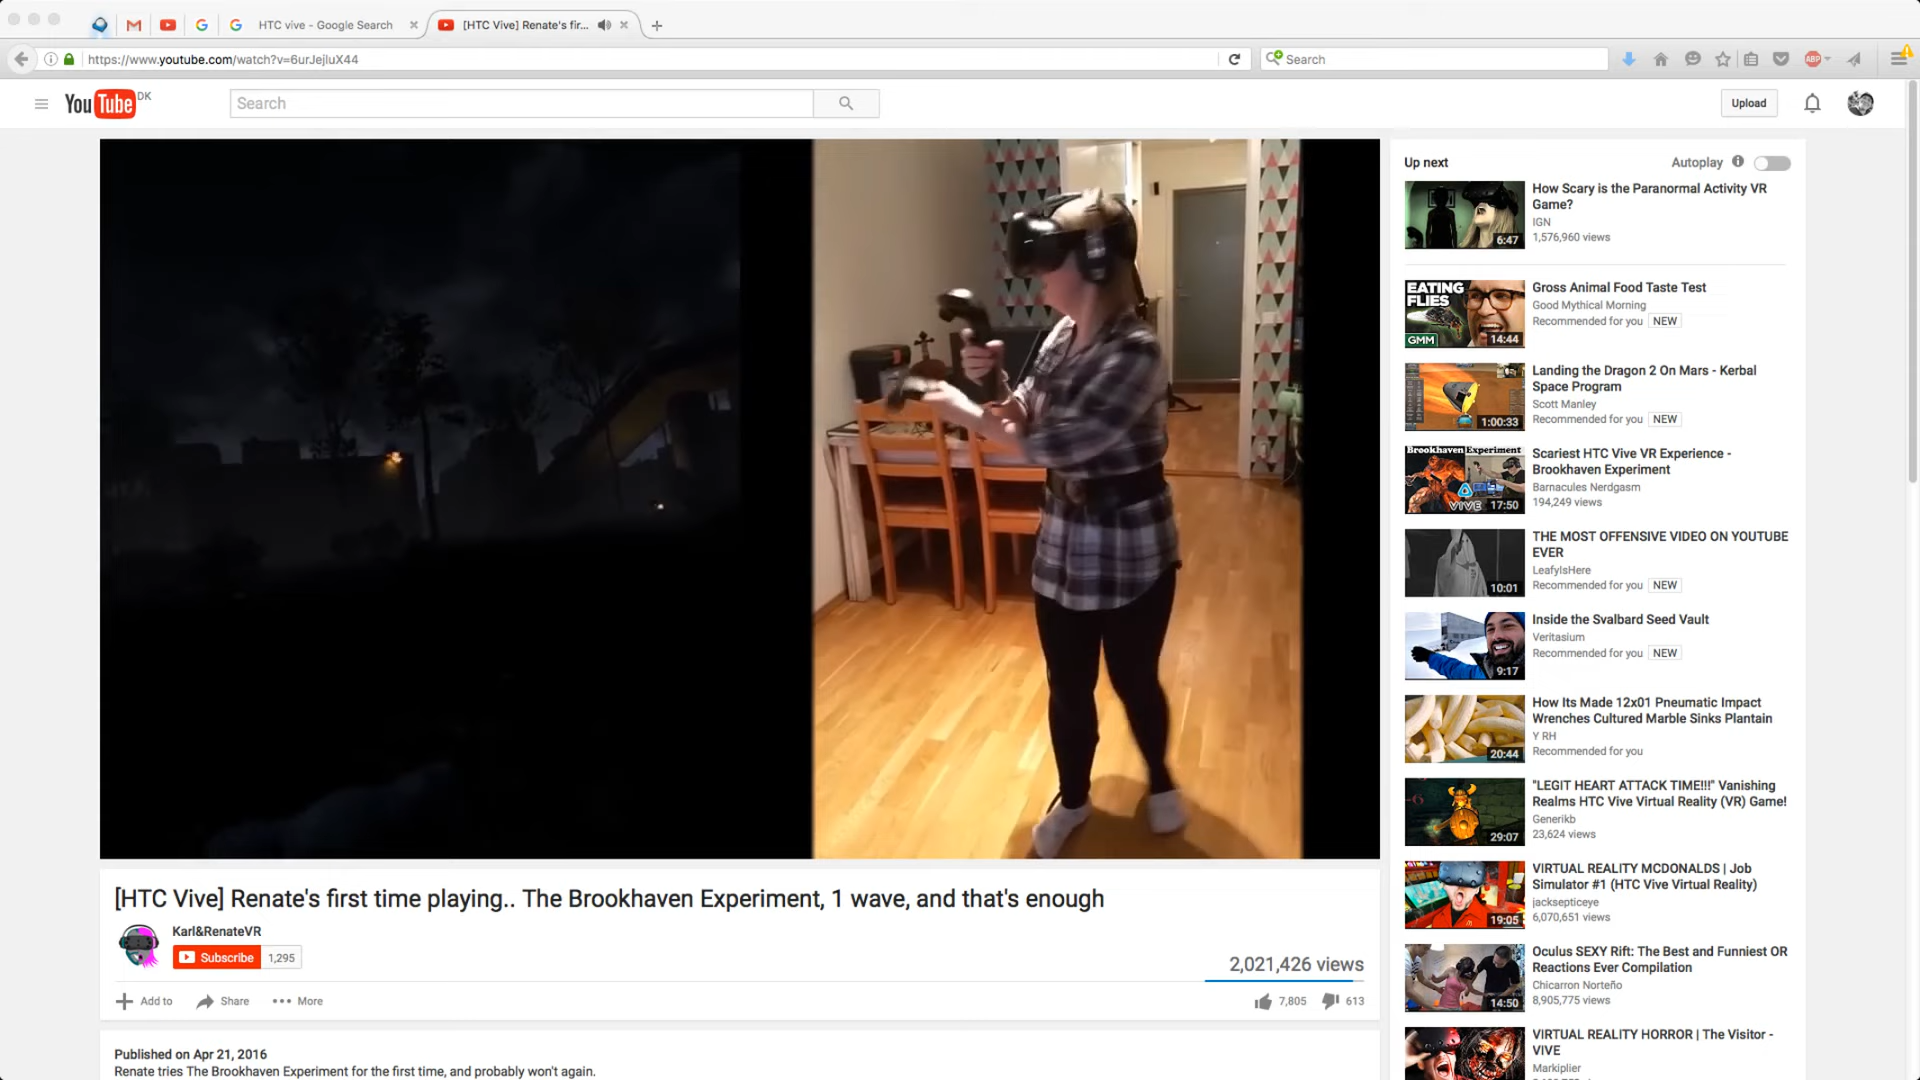 HTC vive - Google Search
[HTC Vive] Renate's fir...
https://www.youtube.com/watch?v=6urJejluX44
Search
ABP
YouTube DK
Search
Upload
Up next
Autoplay
How Scary is the Paranormal Activity VR
Game?
IGN
1,576,960 views
6:47
EATING
FLIES
GMM
14:44
Gross Animal Food Taste Test
Good Mythical Morning
Recommended for you NEW
1:00:33
Landing the Dragon 2 On Mars - Kerbal
Space Program
Scott Manley
Recommended for you NEW
Brookhaven Experiment
VIVE
17:50
Scariest HTC Vive VR Experience -
Brookhaven Experiment
Barnacules Nerdgasm
194,249 views
10:01
THE MOST OFFENSIVE VIDEO ON YOUTUBE
EVER
LeafyIsHere
Recommended for you NEW
9:17
Inside the Svalbard Seed Vault
Veritasium
Recommended for you NEW
20:44
How Its Made 12x01 Pneumatic Impact
Wrenches Cultured Marble Sinks Plantain
Y RH
Recommended for you
29:07
"LEGIT HEART ATTACK TIME!!!" Vanishing
Realms HTC Vive Virtual Reality (VR) Game!
Generikb
23,624 views
19:05
VIRTUAL REALITY MCDONALDS | Job
Simulator #1 (HTC Vive Virtual Reality)
jacksepticeye
6,070,651 views
14:50
Oculus SEXY Rift: The Best and Funniest OR
Reactions Ever Compilation
Chicarron Norteño
8,905,775 views
VIRTUAL REALITY HORROR | The Visitor -
VIVE
Markiplier
[HTC Vive] Renate's first time playing.. The Brookhaven Experiment, 1 wave, and that's enough
Karl&RenateVR
Subscribe 1,295
2,021,426 views
Add to Share More
7,805 613
Published on Apr 21, 2016
Renate tries The Brookhaven Experiment for the first time, and probably won't again.